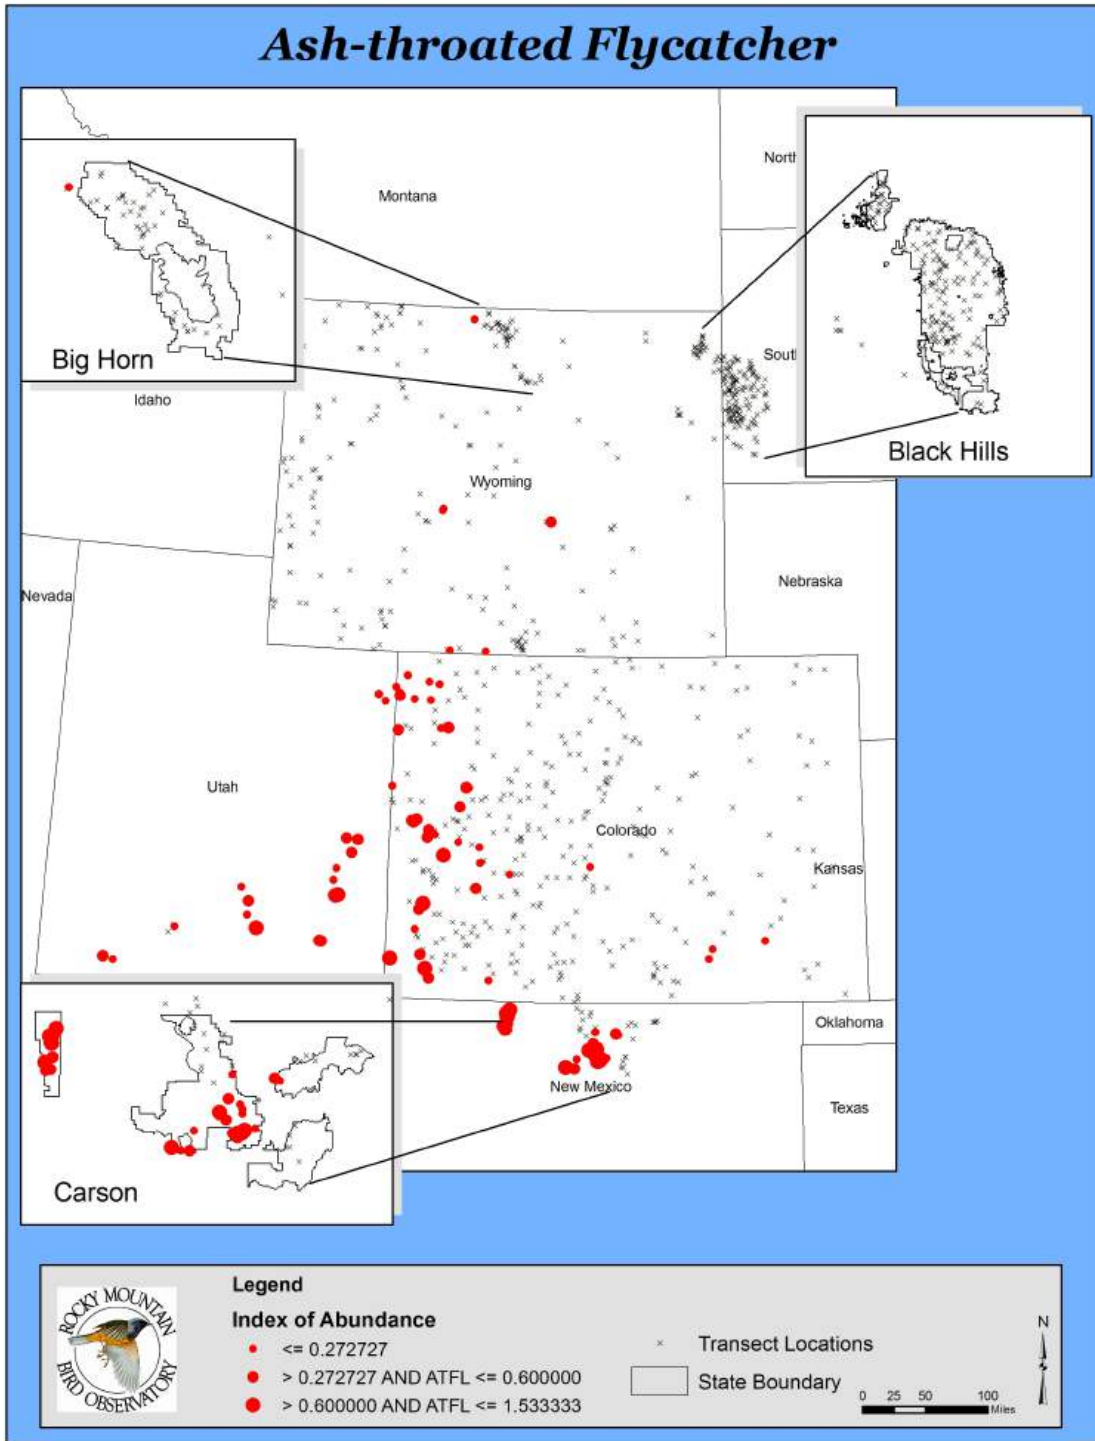 Ash-throated Flycatcher
Montana
North
South
Big Horn
Idaho
Black Hills
Wyoming
Nebraska
Nevada
Utah
Colorado
Kansas
Oklahoma
New Mexico
Texas
Carson
Legend
Index of Abundance
<= 0.272727
> 0.272727 AND ATFL <= 0.600000
> 0.600000 AND ATFL <= 1.533333
ROCKY MOUNTAIN
BIRD OBSERVATORY
Transect Locations
State Boundary
N
0 25 50 100
Miles